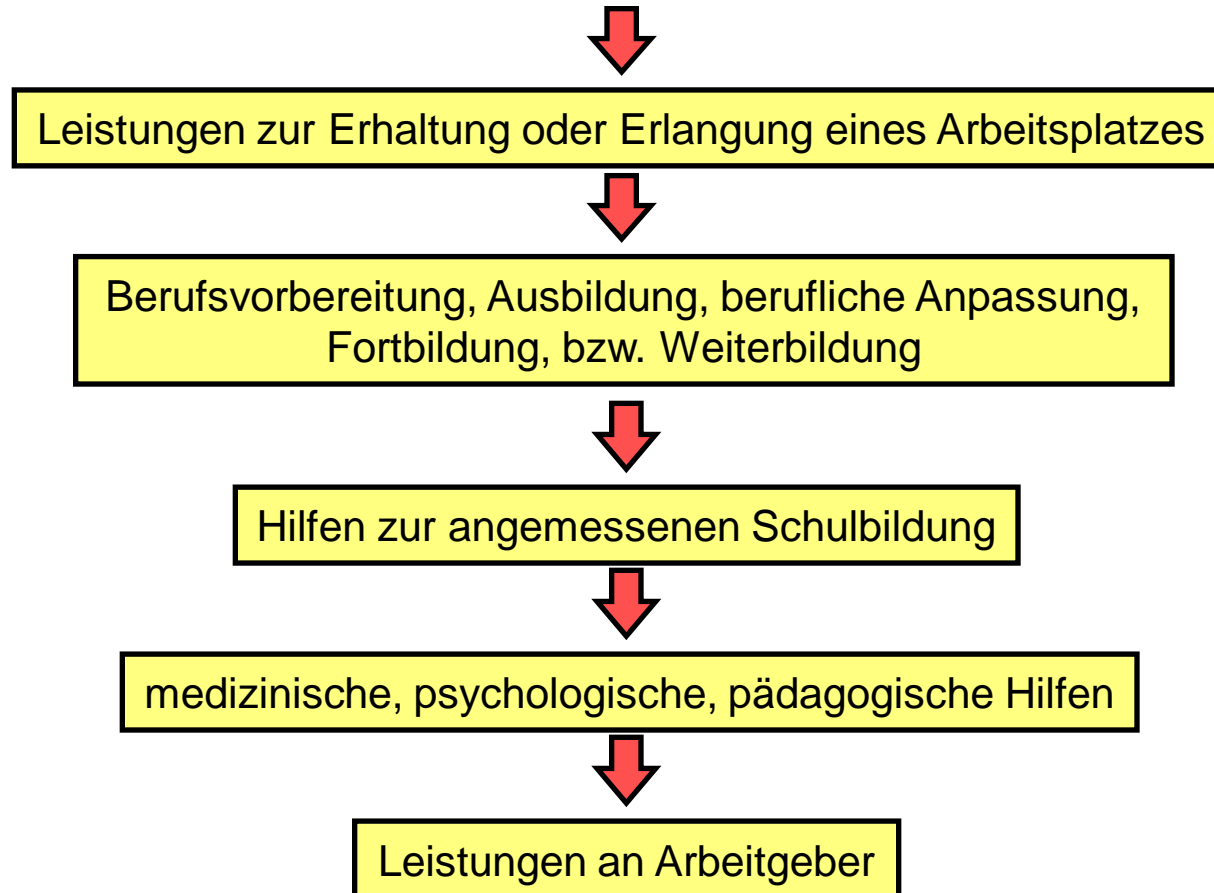 Leistungen zur Erhaltung oder Erlangung eines Arbeitsplatzes
Berufsvorbereitung, Ausbildung, berufliche Anpassung,
Fortbildung, bzw. Weiterbildung
Hilfen zur angemessenen Schulbildung
medizinische, psychologische, pädagogische Hilfen
Leistungen an Arbeitgeber